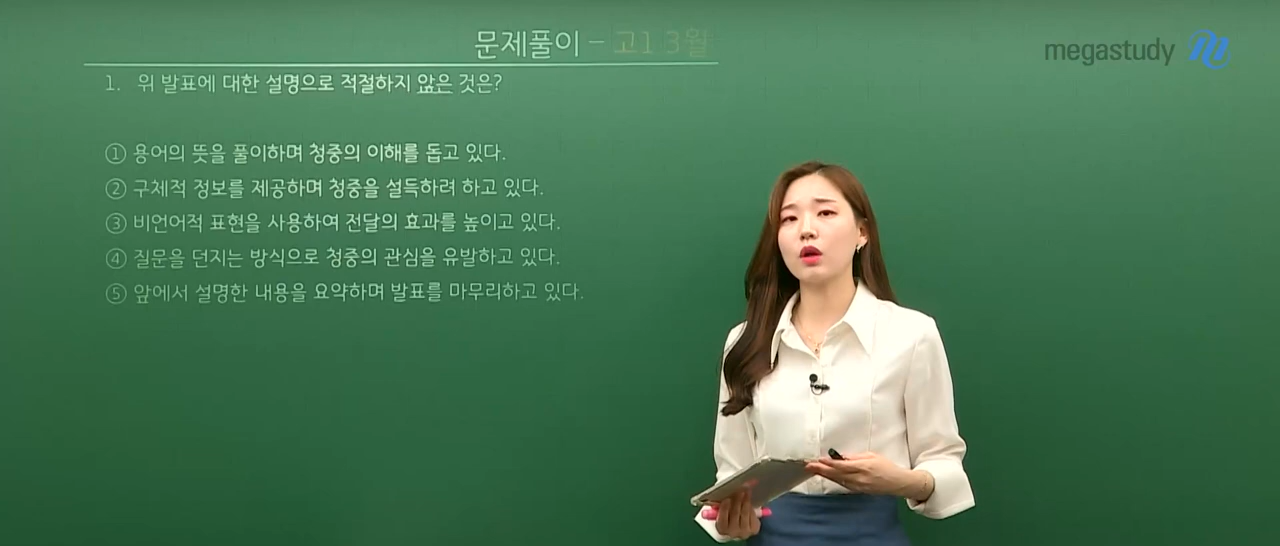 문제풀이 - 고1 3월
megastudy
1. 위 발표에 대한 설명으로 적절하지 않은 것은?
① 용어의 뜻을 풀이하며 청중의 이해를 돕고 있다.
② 구체적 정보를 제공하며 청중을 설득하려 하고 있다.
③ 비언어적 표현을 사용하여 전달의 효과를 높이고 있다.
④ 질문을 던지는 방식으로 청중의 관심을 유발하고 있다.
⑤ 앞에서 설명한 내용을 요약하며 발표를 마무리하고 있다.